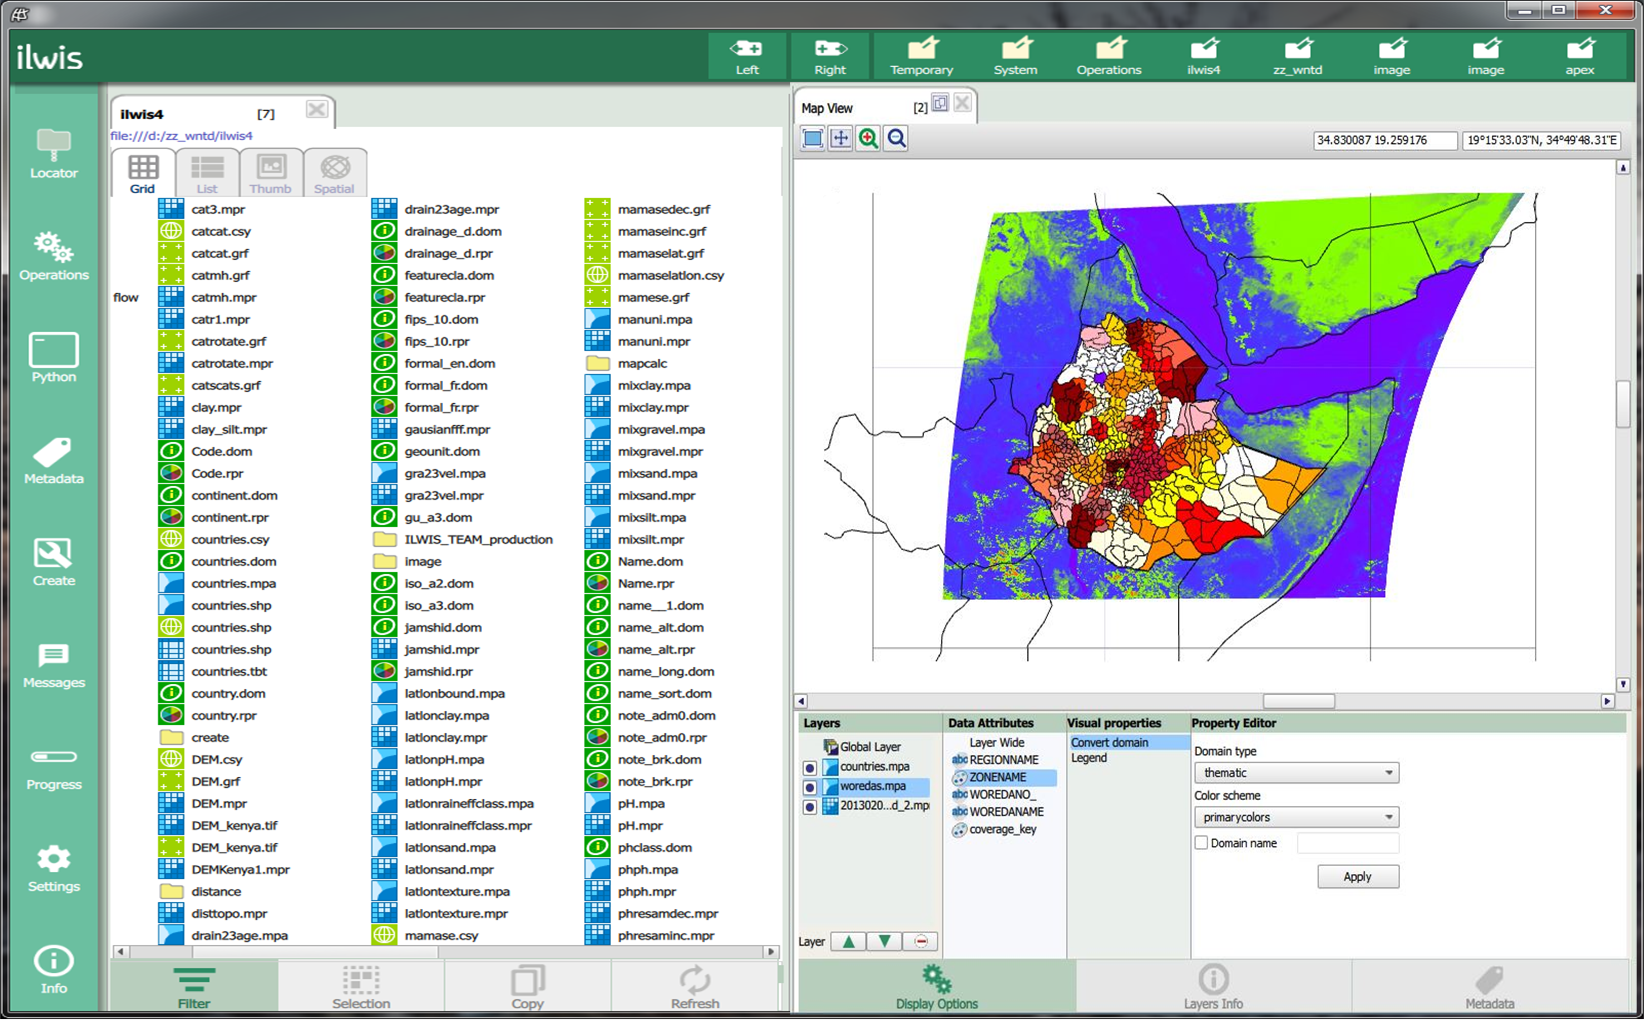 ilwis
Left
Right
Temporary
System
Operations
ilwis4
zz_wntd
image
image
apex
Locator
Operations
Python
Metadata
Create
Messages
Progress
Settings
Info
ilwis4 [7]
file:///d:/zz_wntd/ilwis4
Grid
List
Thumb
Spatial
flow
cat3.mpr
catcat.csy
catcat.grf
catmh.grf
catmh.mpr
catr1.mpr
catrotate.grf
catrotate.mpr
catscats.grf
clay.mpr
clay_silt.mpr
Code.dom
Code.rpr
continent.dom
continent.rpr
countries.csy
countries.dom
countries.mpa
countries.shp
countries.shp
countries.shp
countries.tbt
country.dom
country.rpr
create
DEM.csy
DEM.grf
DEM.mpr
DEM_kenya.tif
DEM_kenya.tif
DEMKenya1.mpr
distance
disttopo.mpr
drain23age.mpa
drain23age.mpr
drainage_d.dom
drainage_d.rpr
featurecla.dom
featurecla.rpr
fips_10.dom
fips_10.rpr
formal_en.dom
formal_fr.dom
formal_fr.rpr
gausianfff.mpr
geounit.dom
gra23vel.mpa
gra23vel.mpr
gu_a3.dom
ILWIS_TEAM_production
image
iso_a2.dom
iso_a3.dom
jamshid.dom
jamshid.mpr
jamshid.rpr
latlonbound.mpa
latlonclay.mpa
latlonclay.mpr
latlonpH.mpa
latlonpH.mpr
latlonraineffclass.mpa
latlonraineffclass.mpr
latlonsand.mpa
latlonsand.mpr
latlontexture.mpa
latlontexture.mpr
mamase.csy
mamasedec.grf
mamaseinc.grf
mamaselat.grf
mamaselatlon.csy
mamese.grf
manuni.mpa
manuni.mpr
mapcalc
mixclay.mpa
mixclay.mpr
mixgravel.mpa
mixgravel.mpr
mixsand.mpa
mixsand.mpr
mixsilt.mpa
mixsilt.mpr
Name.dom
Name.rpr
name__1.dom
name_alt.dom
name_alt.rpr
name_long.dom
name_sort.dom
note_adm0.dom
note_adm0.rpr
note_brk.dom
note_brk.rpr
pH.mpa
pH.mpr
phclass.dom
phph.mpa
phph.mpr
phresamdec.mpr
phresaminc.mpr
Filter
Selection
Copy
Refresh
Map View [2]
34.830087 19.259176
19°15'33.03"N, 34°49'48.31"E
Layers
Global Layer
countries.mpa
woredas.mpa
2013020...d_2.mpr
Layer
Data Attributes
Layer Wide
abc REGIONNAME
ZONENAME
abc WOREDANO_
abc WOREDANAME
coverage_key
Visual properties
Convert domain
Legend
Property Editor
Domain type
thematic
Color scheme
primarycolors
Domain name
Apply
Display Options
Layers Info
Metadata